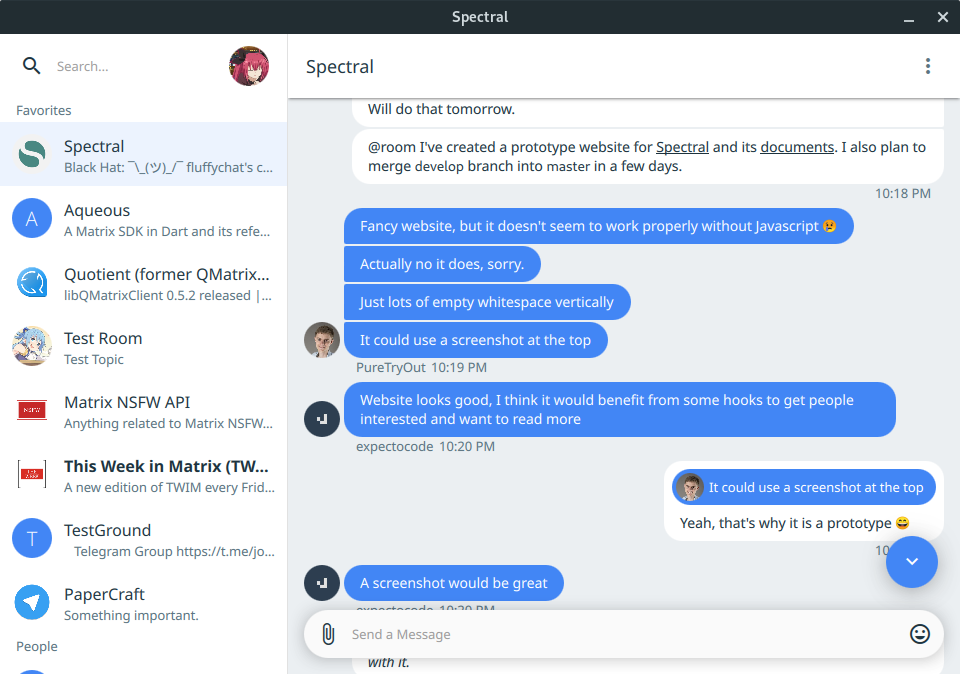 Spectral
Search...
Favorites
Spectral
Black Hat: ¯\_(ツ)_/¯ fluffychat's c...
A
Aqueous
A Matrix SDK in Dart and its refe...
Quotient (former QMatrix...
libQMatrixClient 0.5.2 released |...
Test Room
Test Topic
NSFW
Matrix NSFW API
Anything related to Matrix NSFW...
This Week in Matrix (TW...
A new edition of TWIM every Frid...
T
TestGround
Telegram Group https://t.me/jo...
PaperCraft
Something important.
People
Spectral
Will do that tomorrow.
@room I've created a prototype website for Spectral and its documents. I also plan to
merge develop branch into master in a few days.
10:18 PM
Fancy website, but it doesn't seem to work properly without Javascript 😢
Actually no it does, sorry.
Just lots of empty whitespace vertically
It could use a screenshot at the top
PureTryOut 10:19 PM
Website looks good, I think it would benefit from some hooks to get people
interested and want to read more
expectocode 10:20 PM
It could use a screenshot at the top
Yeah, that's why it is a prototype 😄
10
A screenshot would be great
expectocode 10:20 PM
Send a Message
with it.